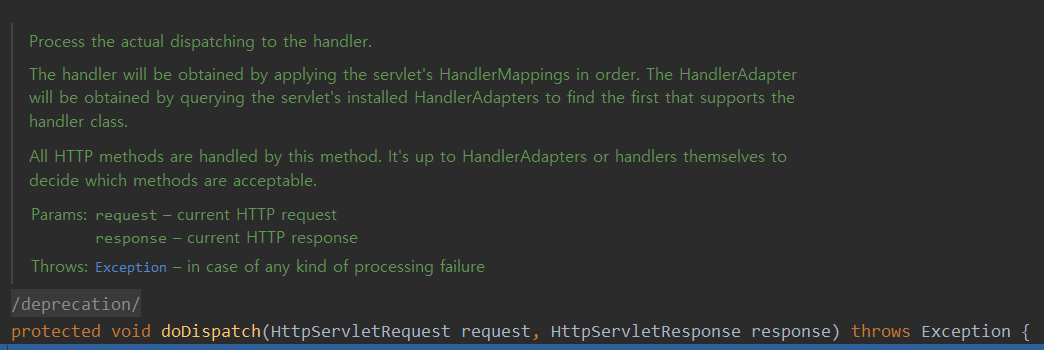 Process the actual dispatching to the handler.
The handler will be obtained by applying the servlet's HandlerMappings in order. The HandlerAdapter
will be obtained by querying the servlet's installed HandlerAdapters to find the first that supports the
handler class.
All HTTP methods are handled by this method. It's up to HandlerAdapters or handlers themselves to
decide which methods are acceptable.
Params: request – current HTTP request
response – current HTTP response
Throws: Exception – in case of any kind of processing failure
/deprecation/
protected void doDispatch(HttpServletRequest request, HttpServletResponse response) throws Exception {